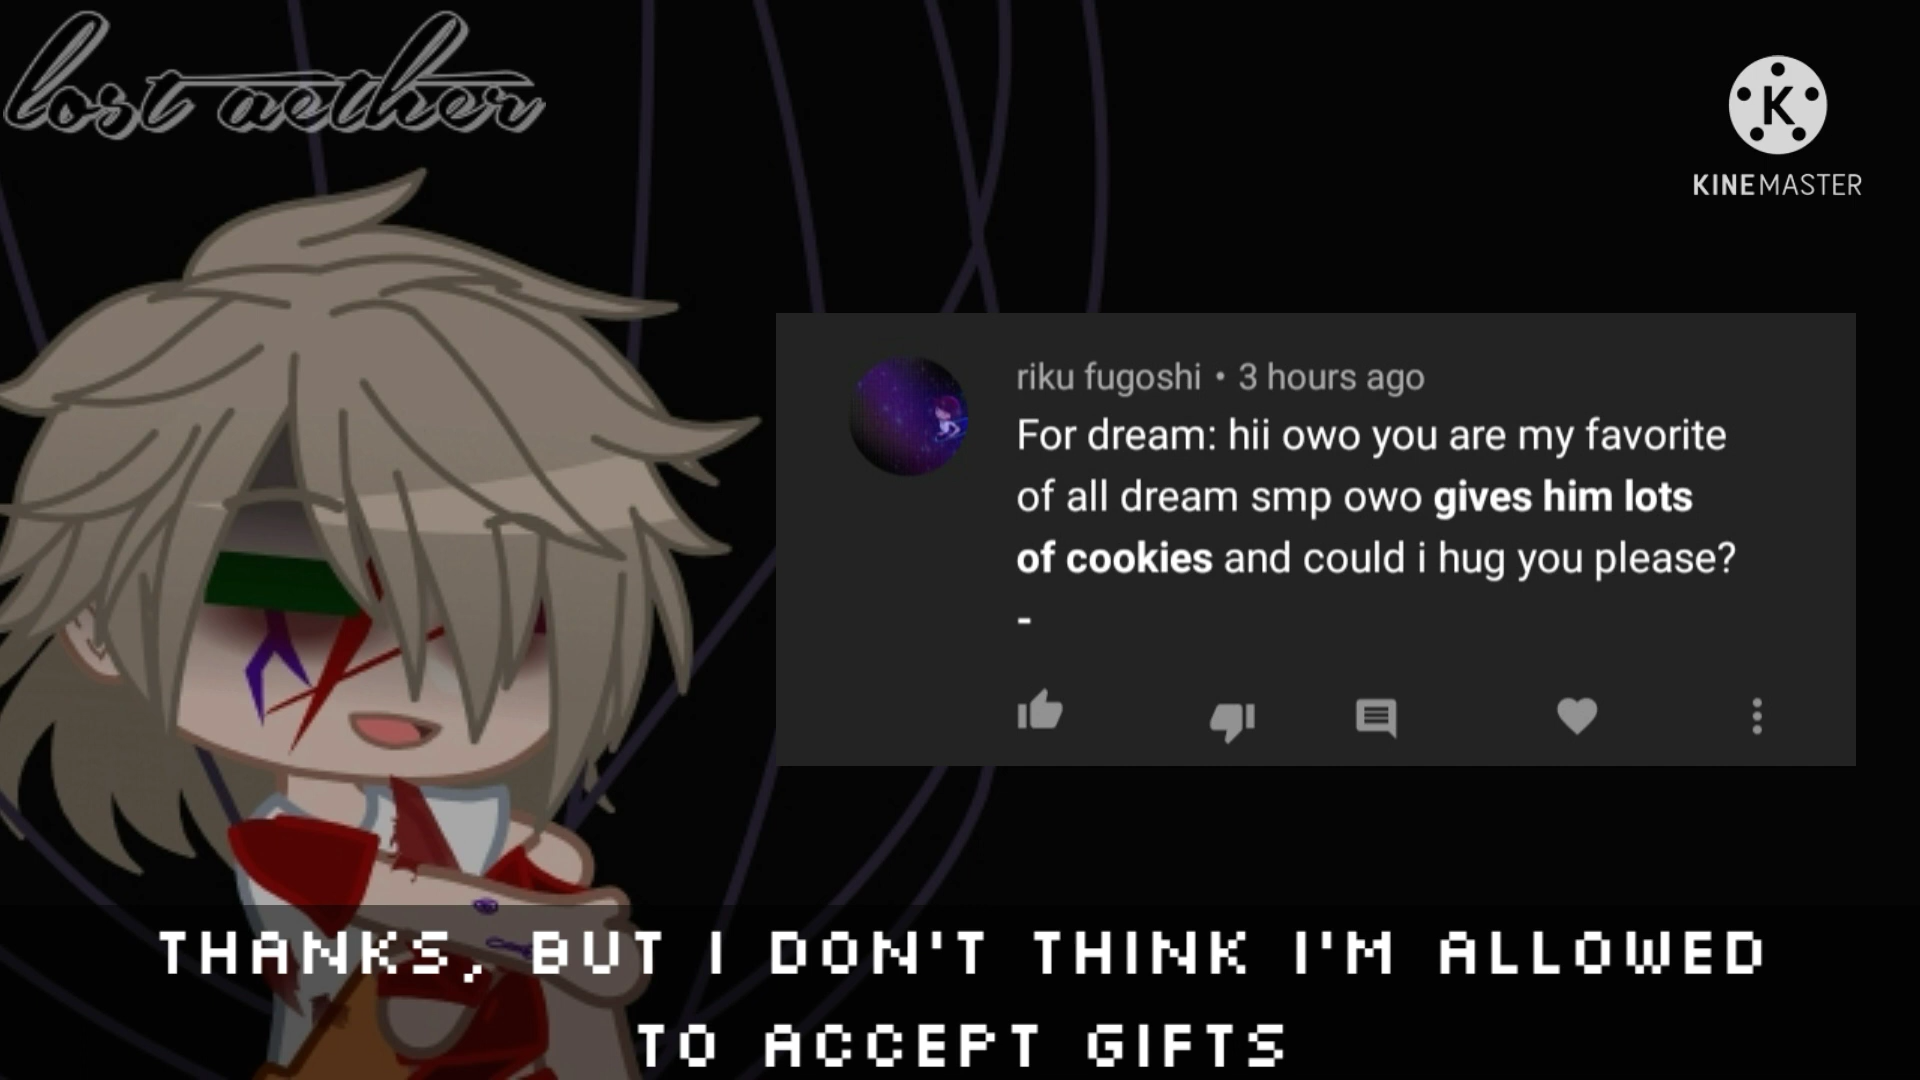 lost aether
K
KINEMASTER
riku fugoshi • 3 hours ago
For dream: hii owo you are my favorite
of all dream smp owo gives him lots
of cookies and could i hug you please?
-
THANKS, BUT I DON'T THINK I'M ALLOWED
TO ACCEPT GIFTS